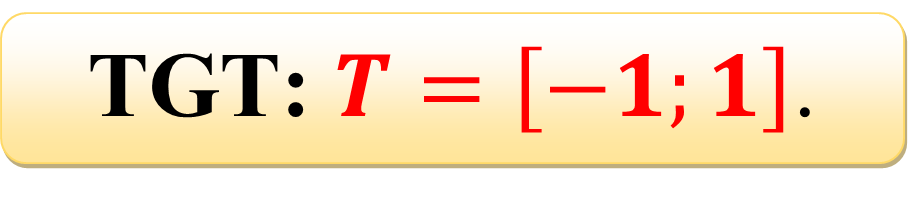 TGT: T = [−1; 1].